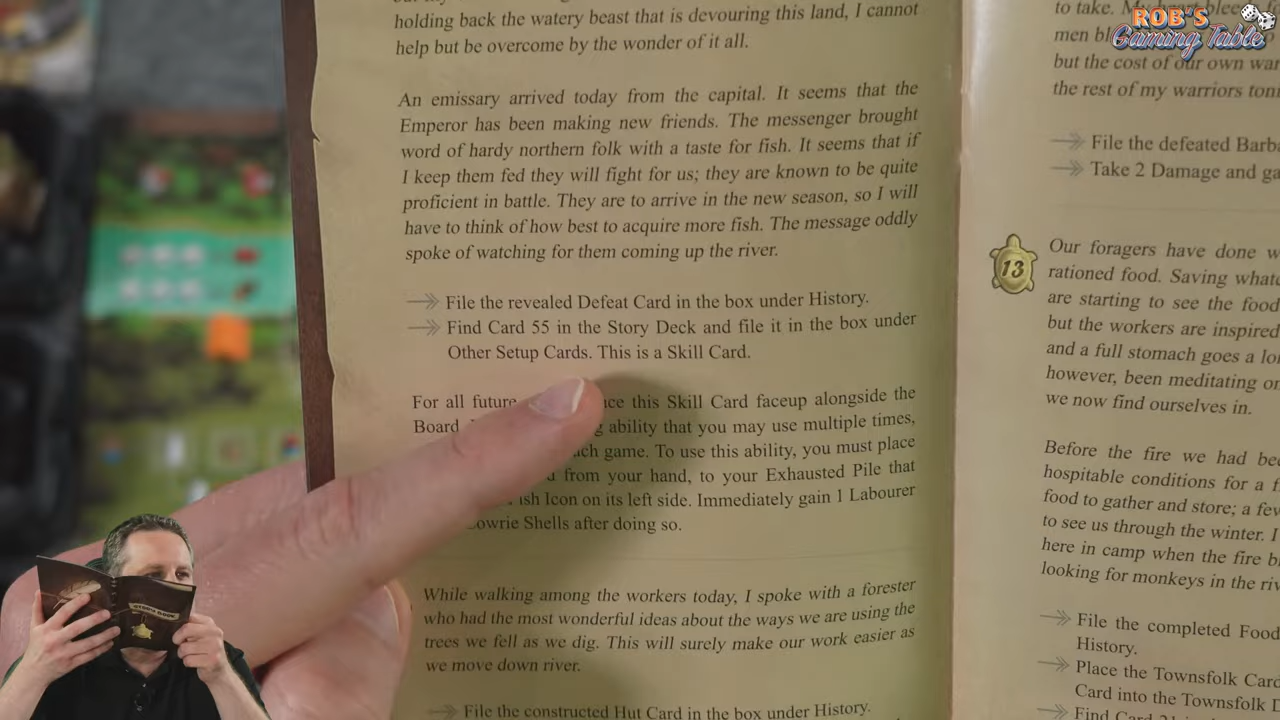 ROB'S
Gaming Table
holding back the watery beast that is devouring this land, I cannot
help but be overcome by the wonder of it all.
An emissary arrived today from the capital. It seems that the
Emperor has been making new friends. The messenger brought
word of hardy northern folk with a taste for fish. It seems that if
I keep them fed they will fight for us; they are known to be quite
proficient in battle. They are to arrive in the new season, so I will
have to think of how best to acquire more fish. The message oddly
spoke of watching for them coming up the river.
File the revealed Defeat Card in the box under History.
Find Card 55 in the Story Deck and file it in the box under
Other Setup Cards. This is a Skill Card.
For all future this Skill Card faceup alongside the
Board ability that you may use multiple times,
game. To use this ability, you must place
from your hand, to your Exhausted Pile that
Icon on its left side. Immediately gain 1 Labourer
Cowrie Shells after doing so.
While walking among the workers today, I spoke with a forester
who had the most wonderful ideas about the ways we are using the
trees we fell as we dig. This will surely make our work easier as
we move down river.
File the constructed Hut Card in the box under History.
to take. My
men
but the cost of our own
the rest of my warriors
File the defeated
Take 2 Damage and
13
Our foragers have done
rationed food. Saving
are starting to see the food
but the workers are inspired
and a full stomach goes a
however, been meditating
we now find ourselves in.
Before the fire we had
hospitable conditions for a
food to gather and store; a
to see us through the winter. I
here in camp when the fire
looking for monkeys in the
File the completed Food
History.
Place the Townsfolk Card
Card into the Townsfolk
Find Card
STORY BOOK